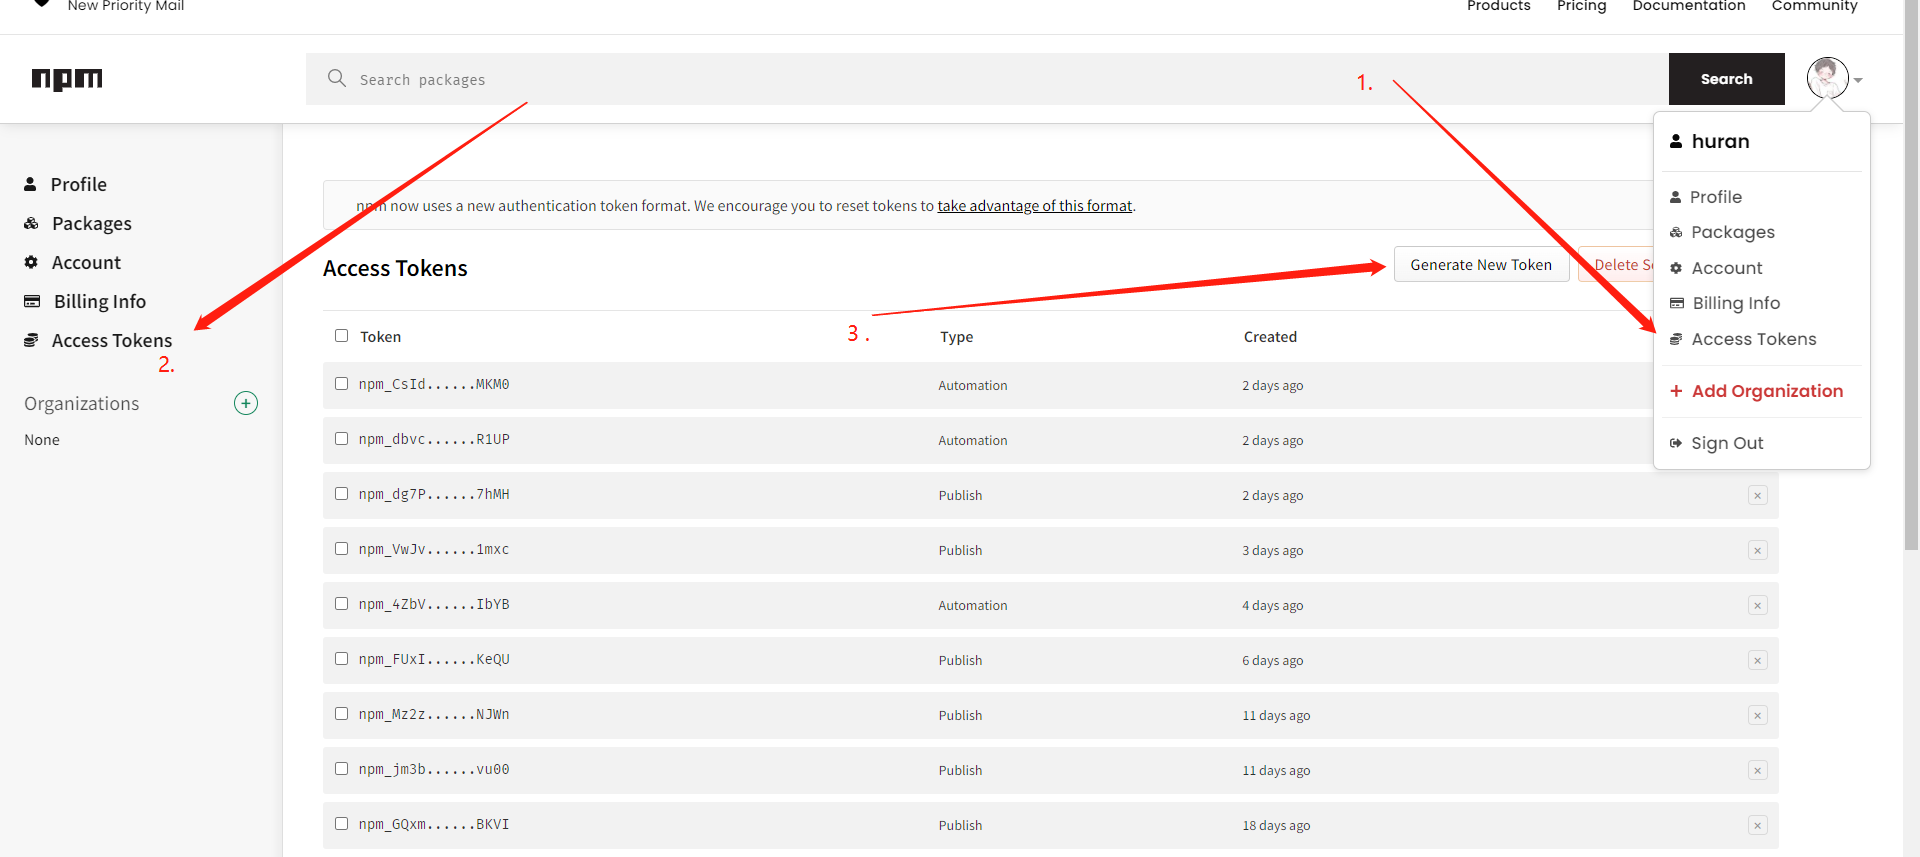 New Priority Mail
Products Pricing Documentation Community
npm
Search packages
1.
Search
huran
Profile
Packages
Account
Billing Info
Access Tokens
Add Organization
Sign Out
Profile
Packages
Account
Billing Info
Access Tokens
2.
Organizations
None
npm now uses a new authentication token format. We encourage you to reset tokens to take advantage of this format.
Access Tokens
Generate New Token
Delete Se
3 .
Token Type Created
npm_CsId......MKM0 Automation 2 days ago
npm_dbvc......R1UP Automation 2 days ago
npm_dg7P......7hMH Publish 2 days ago
npm_VwJv......1mxc Publish 3 days ago
npm_4ZbV......IbYB Automation 4 days ago
npm_FUxI......KeQU Publish 6 days ago
npm_Mz2z......NJWn Publish 11 days ago
npm_jm3b......vu00 Publish 11 days ago
npm_GQxm......BKVI Publish 18 days ago